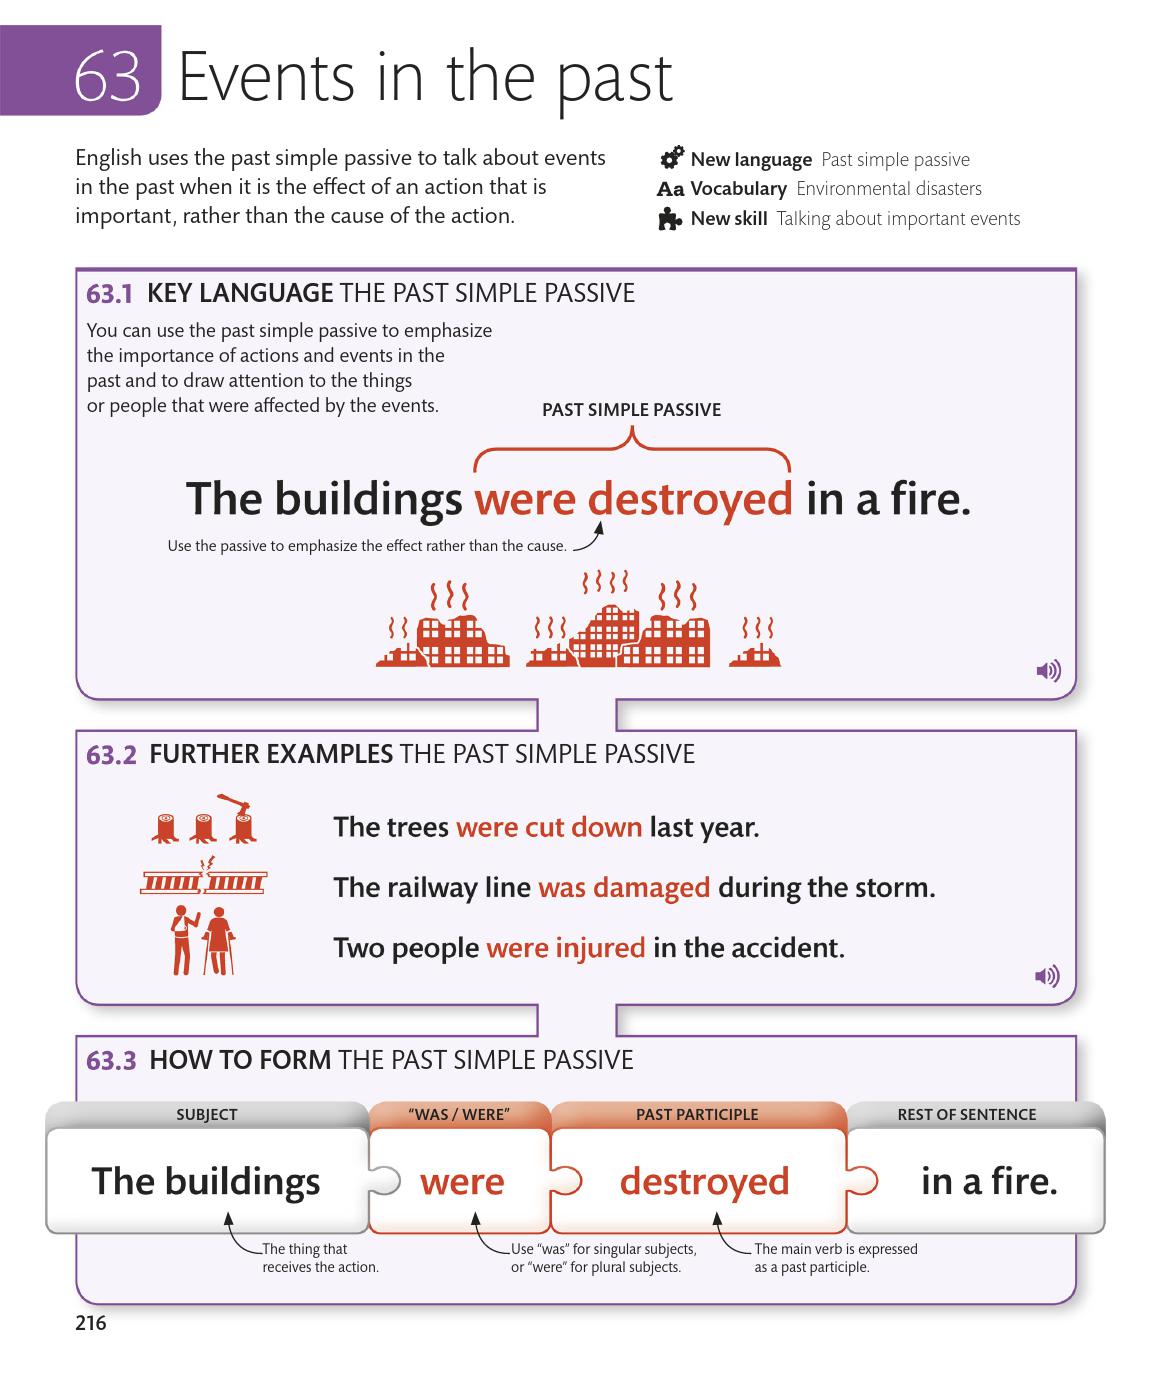 63 Events in the past
English uses the past simple passive to talk about events
in the past when it is the effect of an action that is
important, rather than the cause of the action.
New language Past simple passive
Aa Vocabulary Environmental disasters
New skill Talking about important events
63.1 KEY LANGUAGE THE PAST SIMPLE PASSIVE
You can use the past simple passive to emphasize
the importance of actions and events in the
past and to draw attention to the things
or people that were affected by the events.
PAST SIMPLE PASSIVE
The buildings were destroyed in a fire.
Use the passive to emphasize the effect rather than the cause.
63.2 FURTHER EXAMPLES THE PAST SIMPLE PASSIVE
The trees were cut down last year.
The railway line was damaged during the storm.
Two people were injured in the accident.
63.3 HOW TO FORM THE PAST SIMPLE PASSIVE
SUBJECT
“WAS / WERE”
PAST PARTICIPLE
REST OF SENTENCE
The buildings
were
destroyed
in a fire.
The thing that
receives the action.
Use “was” for singular subjects,
or “were” for plural subjects.
The main verb is expressed
as a past participle.
216